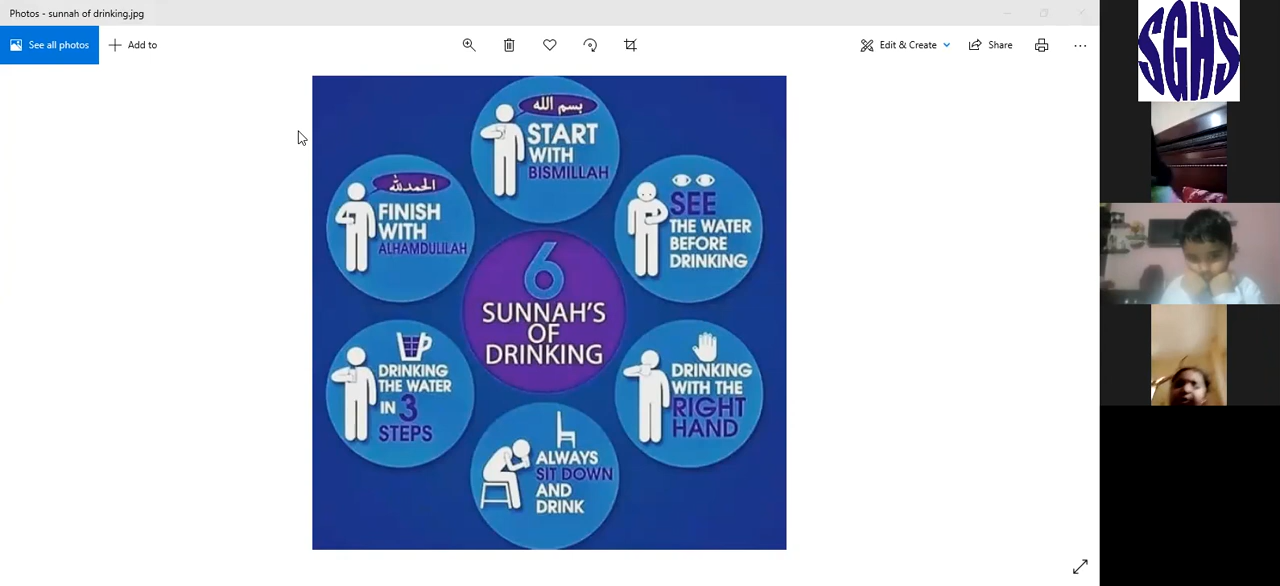 Photos - sunnah of drinking.jpg
See all photos
Add to
Edit & Create
Share
SGHS
بسم الله
START
WITH
BISMILLAH
SEE
THE WATER
BEFORE
DRINKING
DRINKING
WITH THE
RIGHT
HAND
ALWAYS
SIT DOWN
AND
DRINK
DRINKING
THE WATER
IN 3
STEPS
الحمدلله
FINISH
WITH
ALHAMDULILAH
6
SUNNAH'S
OF
DRINKING